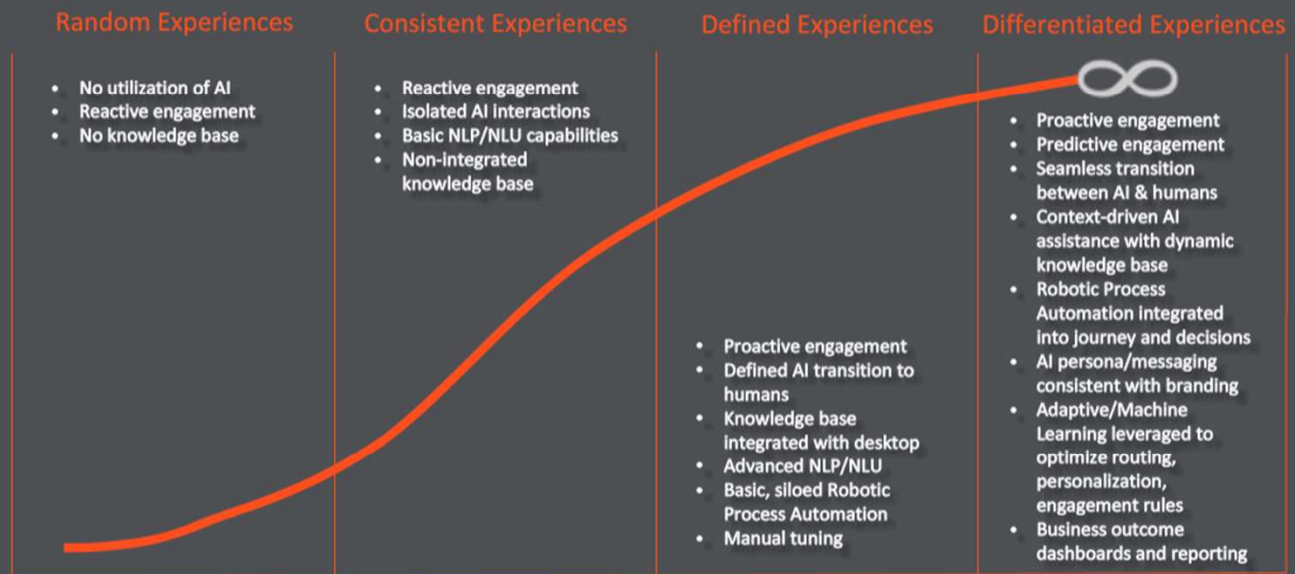 Random Experiences
• No utilization of AI
• Reactive engagement
• No knowledge base
Consistent Experiences
• Reactive engagement
• Isolated AI interactions
• Basic NLP/NLU capabilities
• Non-integrated
knowledge base
Defined Experiences
• Proactive engagement
• Defined AI transition to
humans
• Knowledge base
integrated with desktop
• Advanced NLP/NLU
• Basic, siloed Robotic
Process Automation
• Manual tuning
Differentiated Experiences
• Proactive engagement
• Predictive engagement
• Seamless transition
between AI & humans
• Context-driven AI
assistance with dynamic
knowledge base
• Robotic Process
Automation integrated
into journey and decisions
• AI persona/messaging
consistent with branding
• Adaptive/Machine
Learning leveraged to
optimize routing,
personalization,
engagement rules
• Business outcome
dashboards and reporting